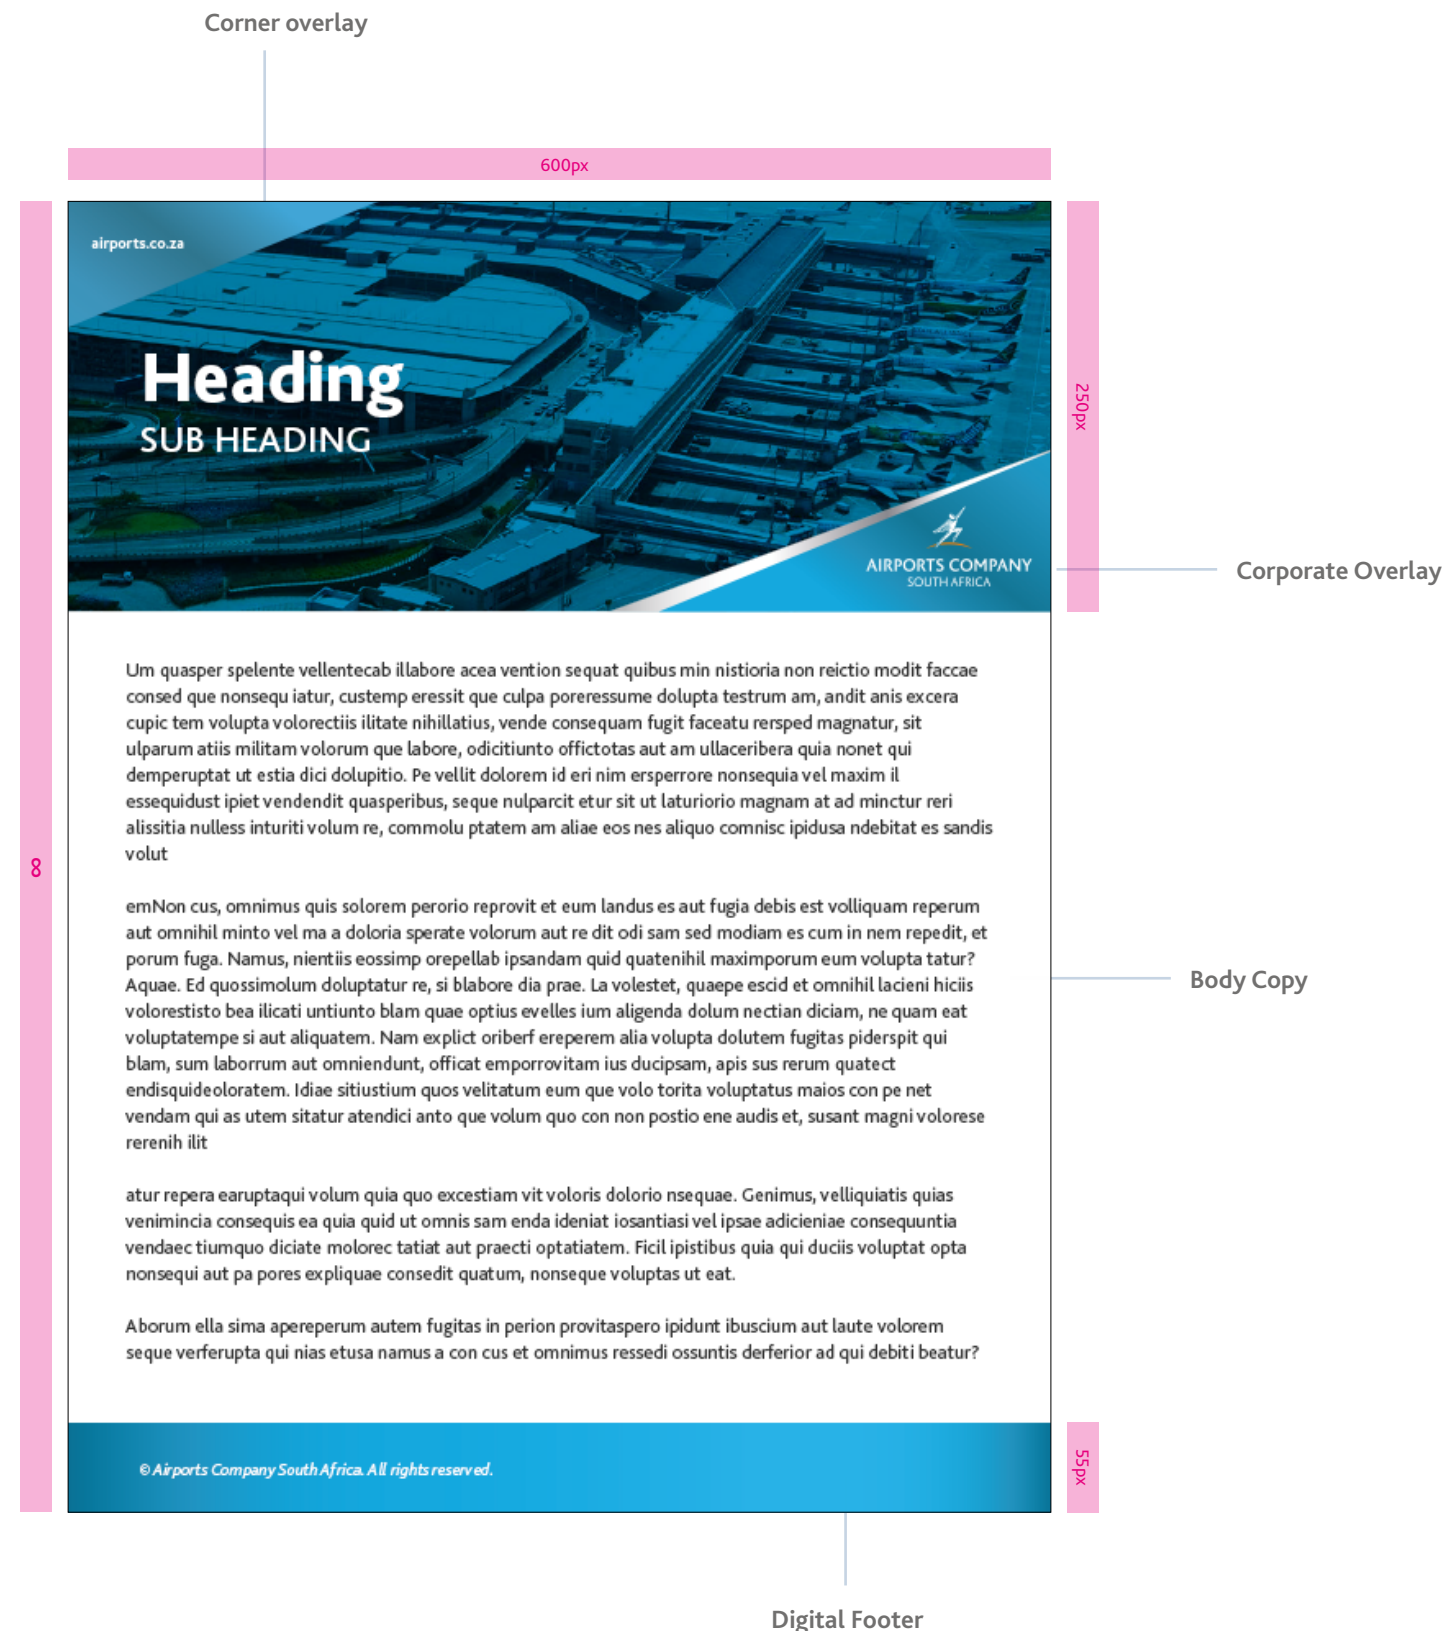 Corner overlay
600px
airports.co.za
Heading
SUB HEADING
250px
AIRPORTS COMPANY
SOUTH AFRICA
Corporate Overlay
Um quasper spelente vellentecab illabore acea vention sequat quibus min nistioria non reictio modit faccae
consed que nonsequ iatur, custemp eressit que culpa poreressume dolupta testrum am, andit anis excera
cupic tem volupta volorectiis ilitate nihillatius, vende consequam fugit faceatu rersped magnatur, sit
ulparum atiis militam volorum que labore, odicitiunto offictotas aut am ullaceribera quia nonet qui
demperuptat ut estia dici dolupitio. Pe vellit dolorem id eri nim ersperrore nonsequia vel maxim il
essequidust ipiet vendendit quasperibus, seque nulparcit etur sit ut laturiorio magnam at ad minctur reri
alissitia nulless inturiti volum re, commolu ptatem am aliae eos nes aliquo comnisc ipidusa ndebitat es sandis
volut
8
emNon cus, omnimus quis solorem perorio reprovit et eum landus es aut fugia debis est volliquam reperum
aut omnihil minto vel ma a doloria sperate volorum aut re dit odi sam sed modiam es cum in nem repedit, et
porum fuga. Namus, nientiis eossimp orepellab ipsandam quid quatenihil maximporum eum volupta tatur?
Aquae. Ed quossimolum doluptatur re, si blabore dia prae. La volestet, quaepe escid et omnihil lacieni hiciis
volorestisto bea ilicati untiunto blam quae optius evelles ium aligenda dolum nectian diciam, ne quam eat
voluptatempe si aut aliquatem. Nam explict oriberf ereperem alia volupta dolutem fugitas piderspit qui
blam, sum laborrum aut omniendunt, officat emporrovitam ius ducipsam, apis sus rerum quatect
endisquideoloratem. Idiae sitiustium quos velitatum eum que volo torita voluptatus maios con pe net
vendam qui as utem sitatur atendici anto que volum quo con non postio ene audis et, susant magni volorese
rerenih ilit
Body Copy
atur repera earuptaqui volum quia quo excestiam vit voloris dolorio nsequae. Genimus, velliquiatis quias
venimincia consequis ea quia quid ut omnis sam enda ideniat iosantiasi vel ipsae adicieniae consequuntia
vendaec tiumquo diciate molorec tatiat aut praecti optatiatem. Ficil ipistibus quia qui duciis voluptat opta
nonsequi aut pa pores expliquae consedit quatum, nonseque voluptas ut eat.
Aborum ella sima apereperum autem fugitas in perion provitaspero ipidunt ibuscium aut laute volorem
seque verferupta qui nias etusa namus a con cus et omnimus ressedi ossuntis derferior ad qui debiti beatur?
© Airports Company South Africa. All rights reserved.
55px
Digital Footer